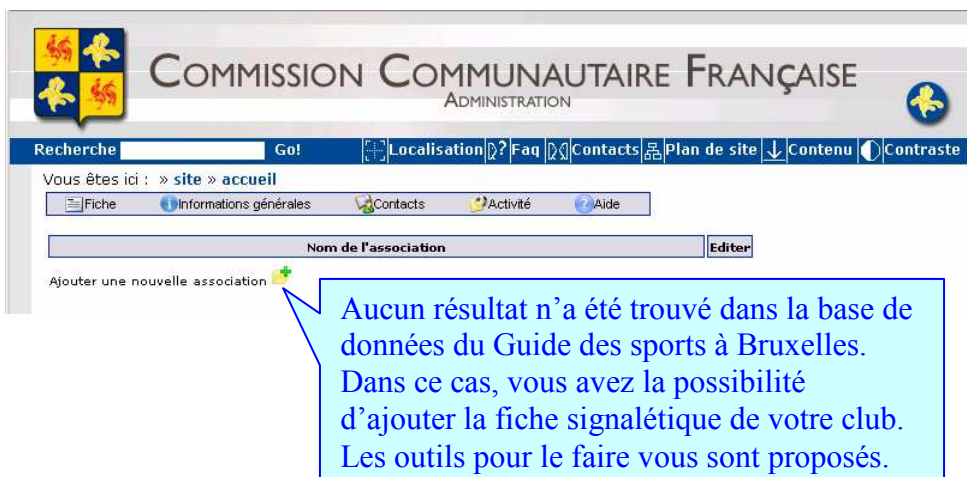 COMMISSION COMMUNAUTAIRE FRANÇAISE
ADMINISTRATION
Recherche Go! Localisation ? Faq Contacts Plan de site Contenu Contraste
Vous êtes ici : » site » accueil
Fiche Informations générales Contacts Activité Aide
Nom de l'association Editer
Ajouter une nouvelle association
Aucun résultat n’a été trouvé dans la base de
données du Guide des sports à Bruxelles.
Dans ce cas, vous avez la possibilité
d’ajouter la fiche signalétique de votre club.
Les outils pour le faire vous sont proposés.